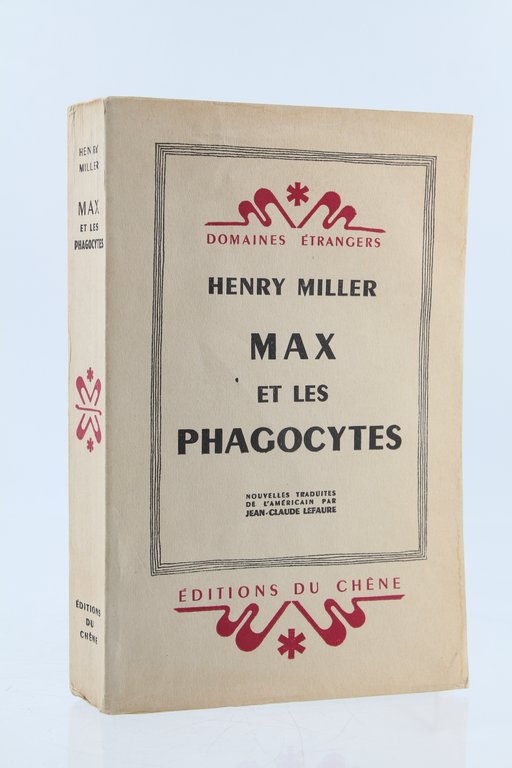 HENRY
MILLER
MAX
ET LES
PHAGOCYTES
ÉDITIONS
DU
CHÊNE
DOMAINES ÉTRANGERS
HENRY MILLER
MAX
ET LES
PHAGOCYTES
NOUVELLES TRADUITES
DE L'AMÉRICAIN PAR
JEAN-CLAUDE LEFAURE
ÉDITIONS DU CHÊNE